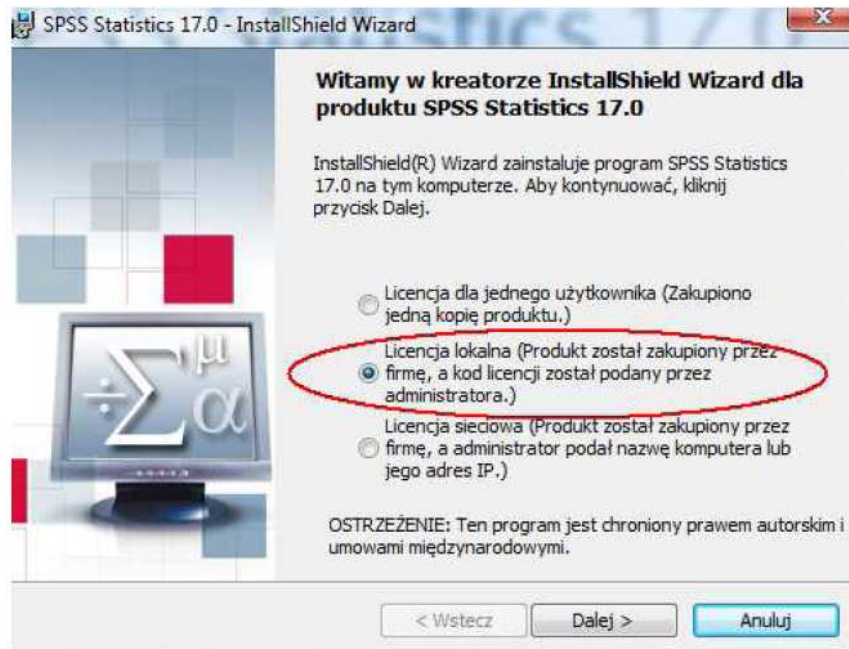 SPSS Statistics 17.0 - InstallShield Wizard
Witamy w kreatorze InstallShield Wizard dla
produktu SPSS Statistics 17.0
InstallShield(R) Wizard zainstaluje program SPSS Statistics
17.0 na tym komputerze. Aby kontynuować, kliknij
przycisk Dalej.
Licencja dla jednego użytkownika (Zakupiono
jedną kopię produktu.)
Licencja lokalna (Produkt został zakupiony przez
firmę, a kod licencji został podany przez
administratora.)
Licencja sieciowa (Produkt został zakupiony przez
firmę, a administrator podał nazwę komputera lub
jego adres IP.)
÷Σμα
OSTRZEŻENIE: Ten program jest chroniony prawem autorskim i
umowami międzynarodowymi.
< Wstecz
Dalej >
Anuluj